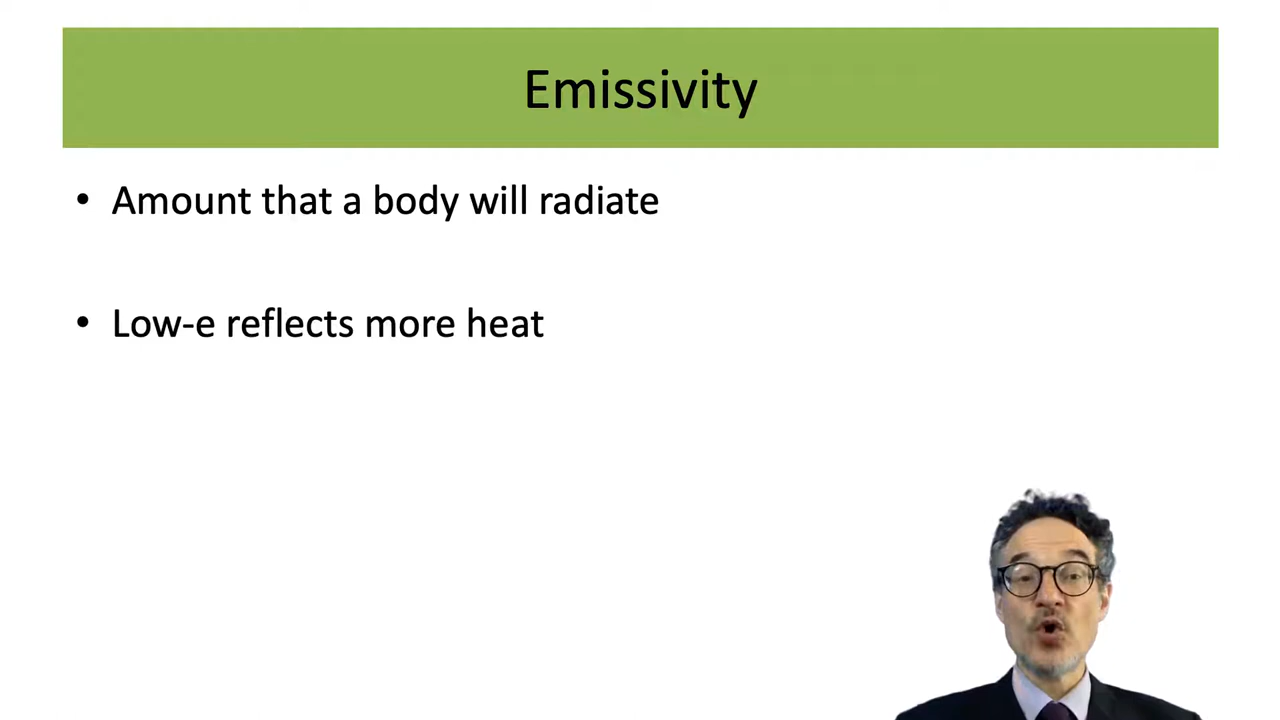 Emissivity
• Amount that a body will radiate
• Low-e reflects more heat